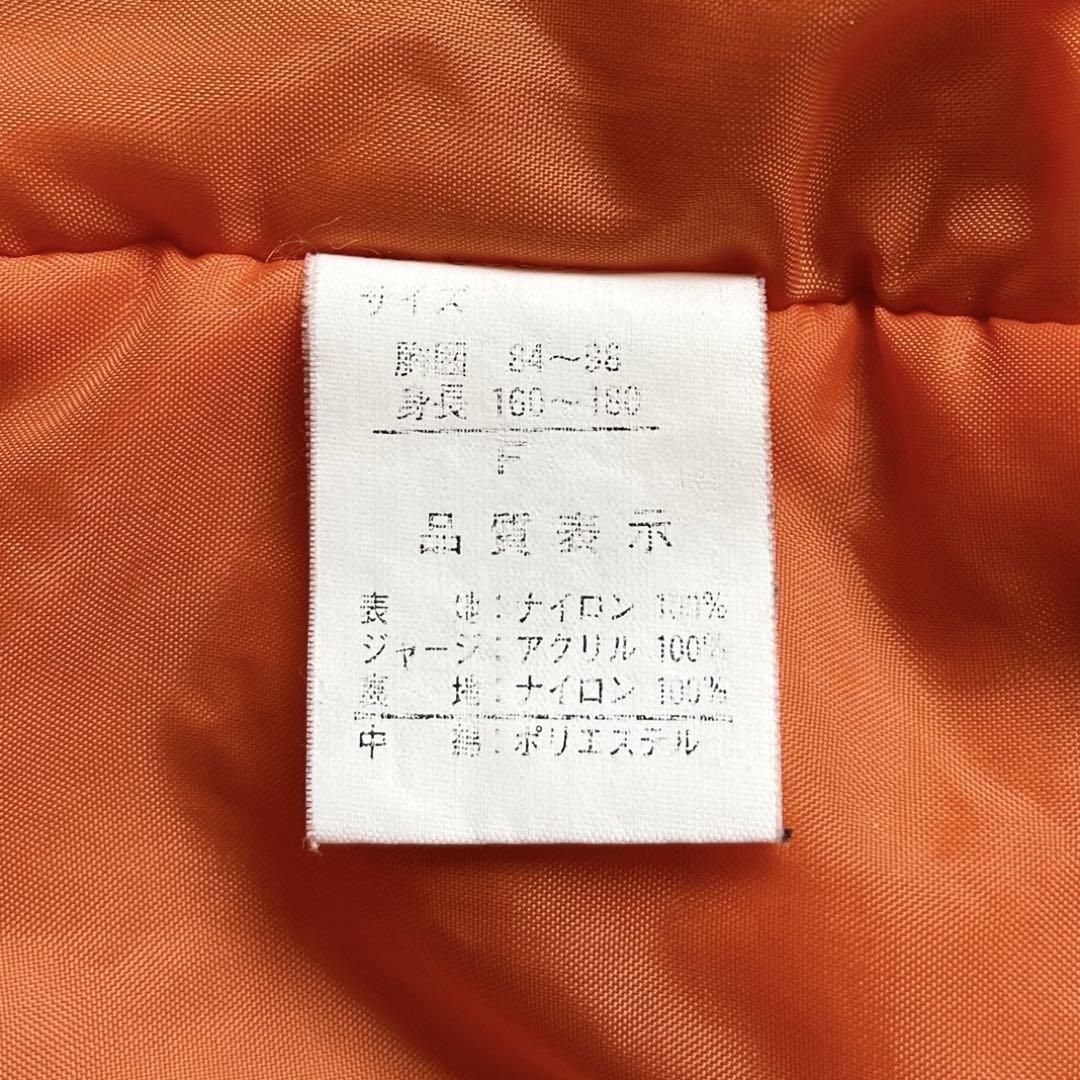 サイズ
胸囲 84～98
身長 160～180
F
品質表示
表 地：ナイロン 100%
ジャージ：アクリル 100%
裏 地：ナイロン 100%
中 綿：ポリエステル